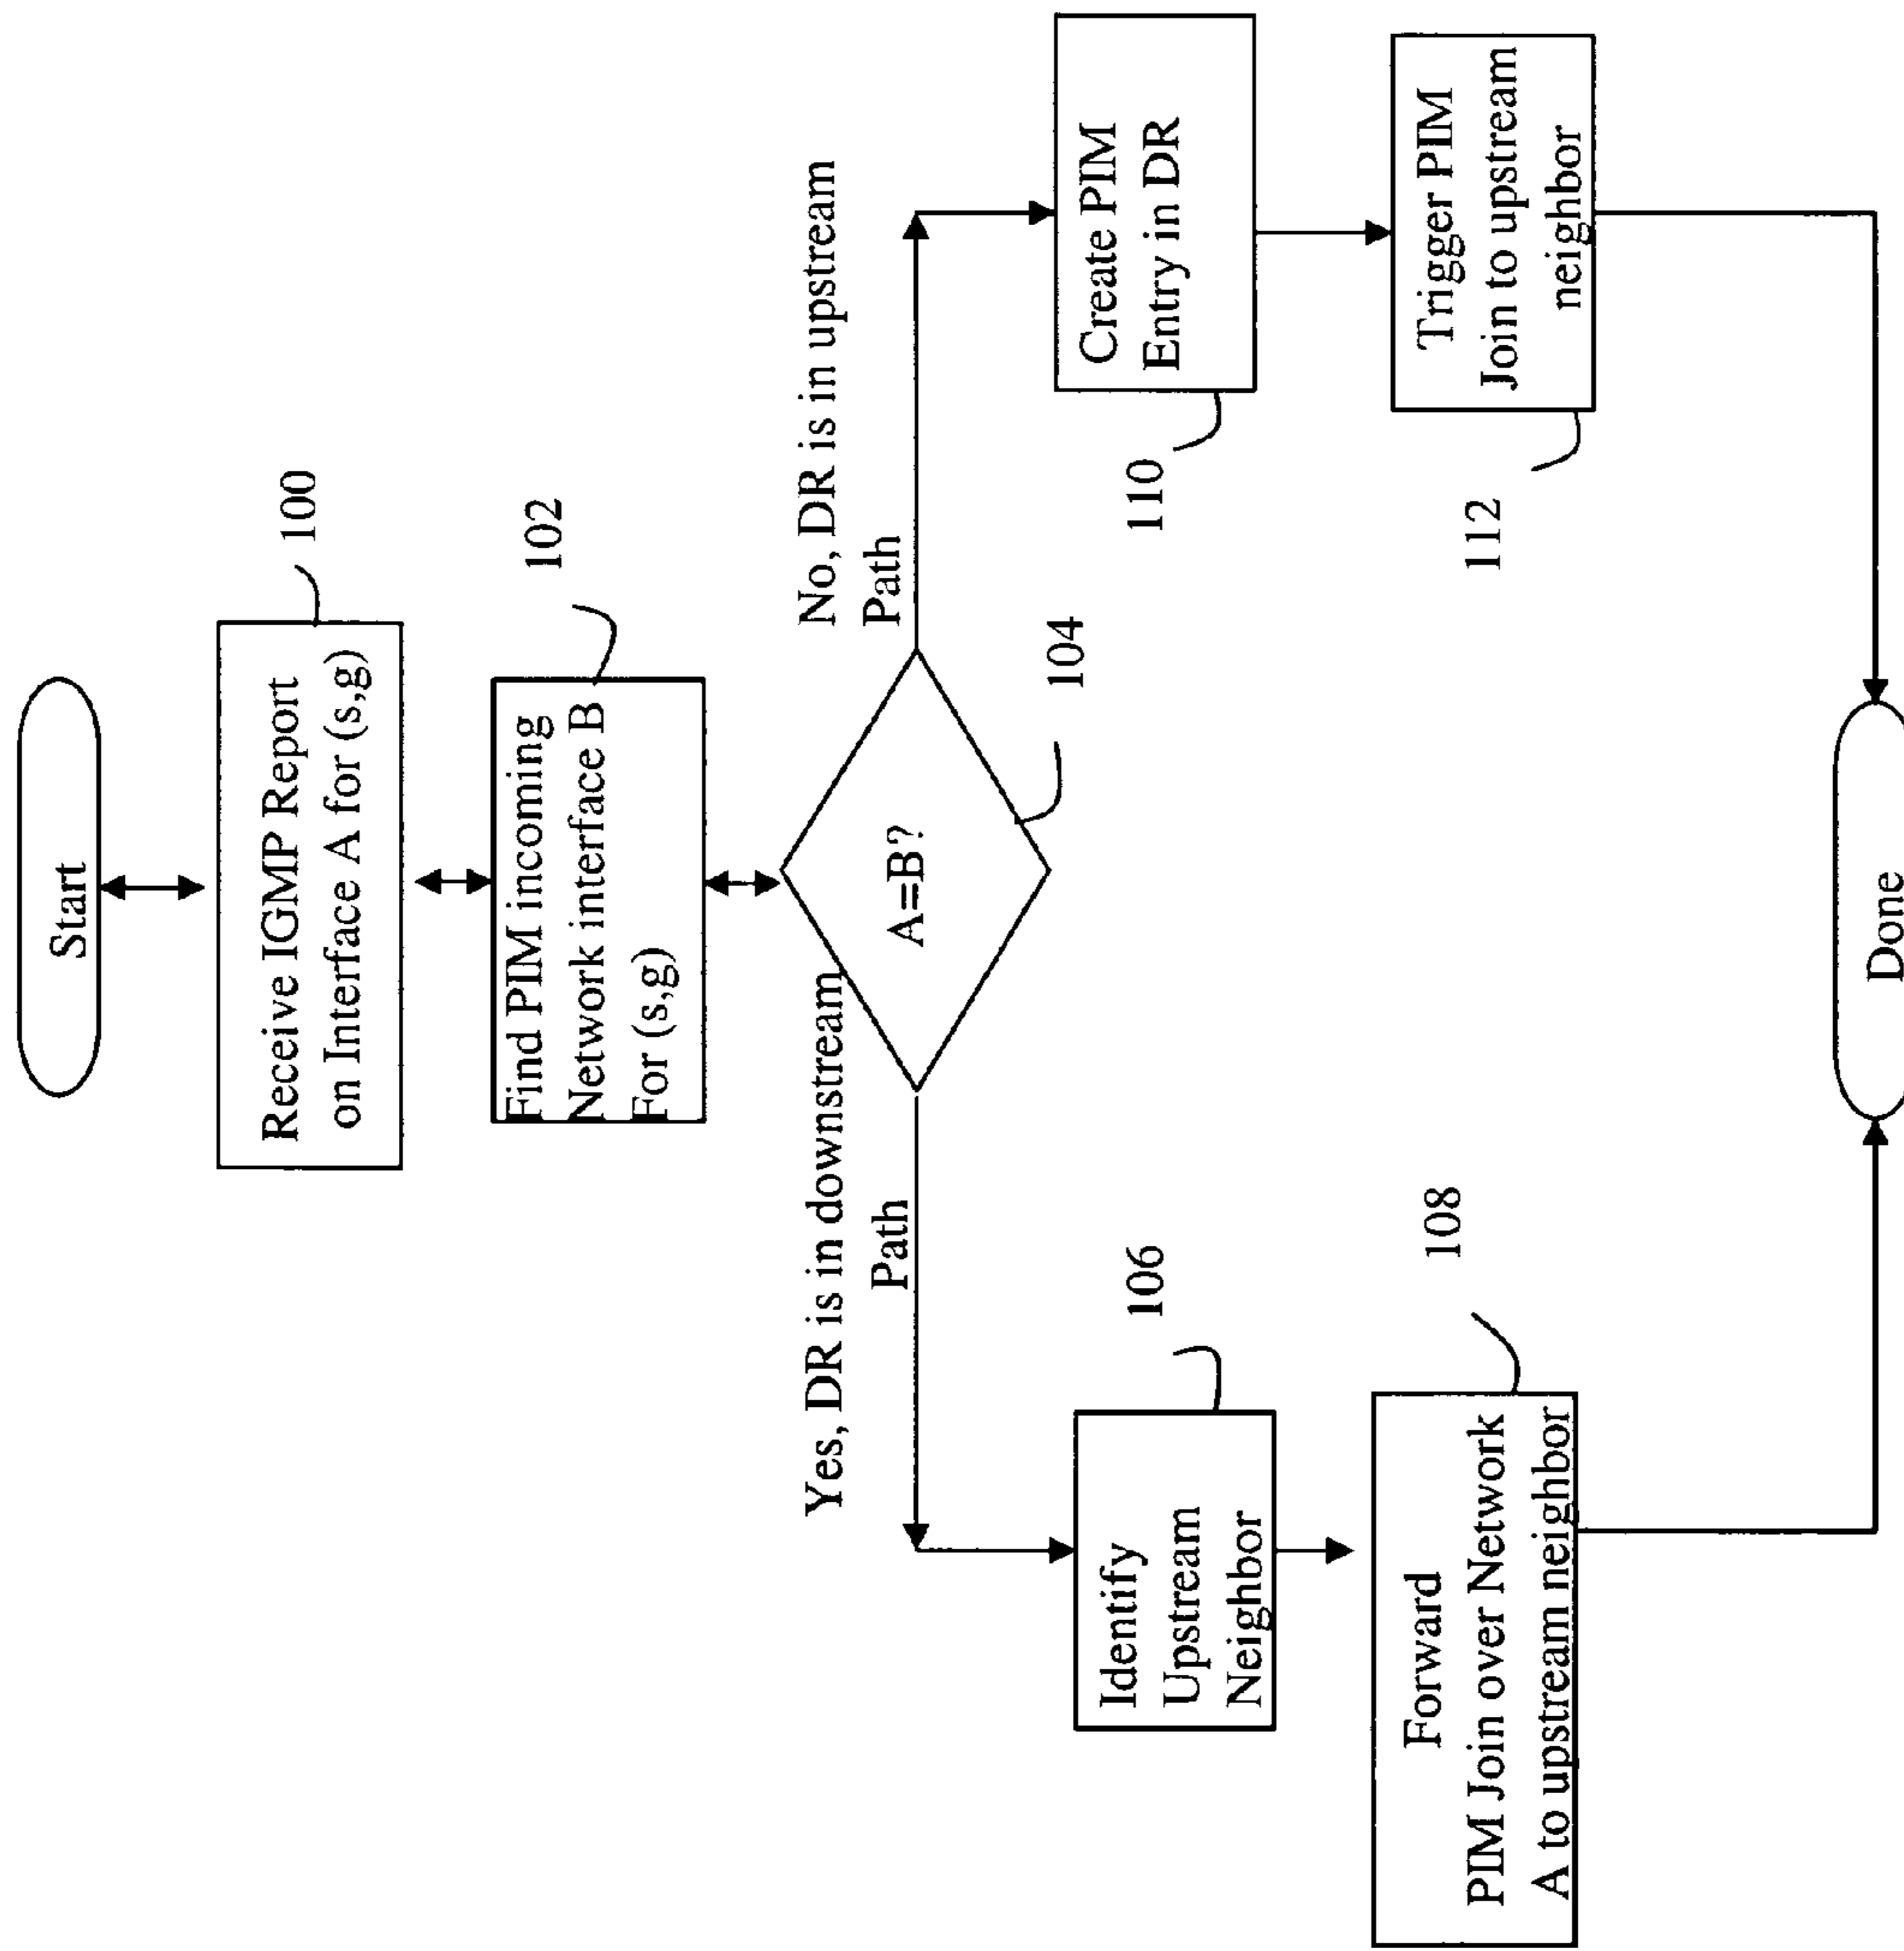 Start
Receive IGMP Report
on Interface A for (s,g)
100
Find PIM incoming
Network interface B
For (s,g)
102
A=B?
104
Yes, DR is in downstream
Path
No, DR is in upstream
Path
Identify
Upstream
Neighbor
106
Forward
PIM Join over Network
A to upstream neighbor
108
Create PIM
Entry in DR
110
Trigger PIM
Join to upstream
neighbor
112
Done